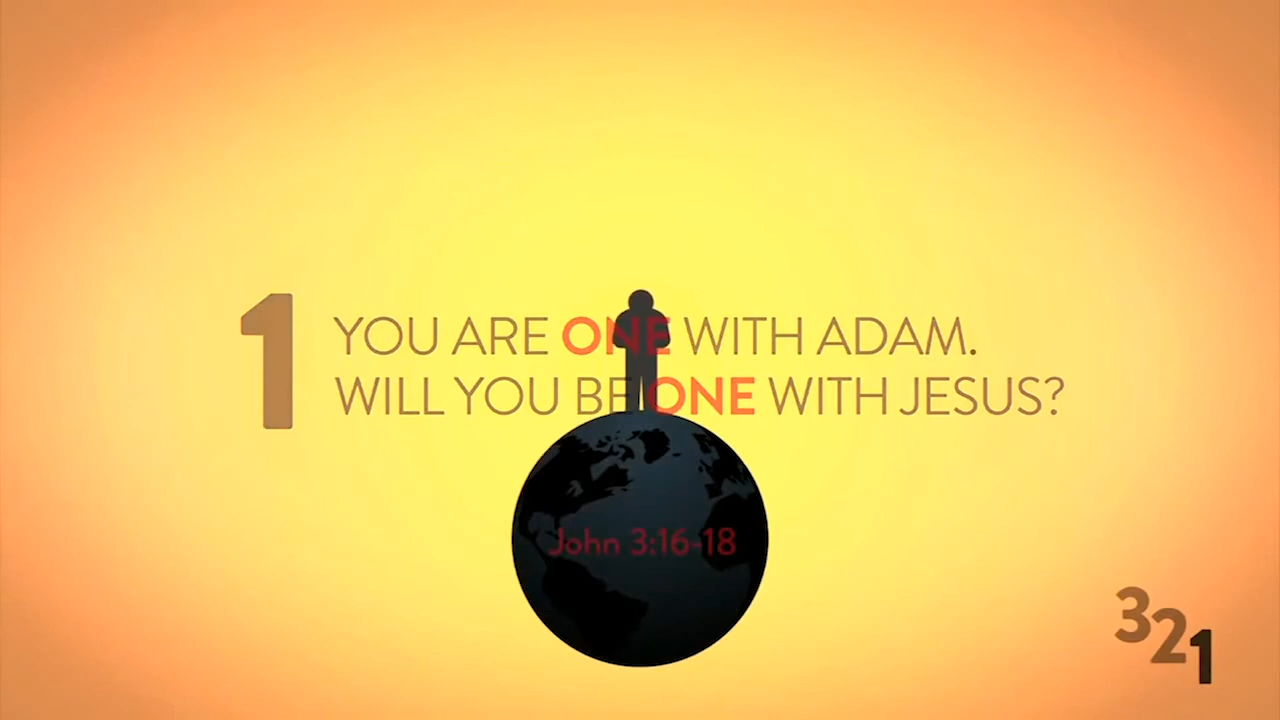 1
YOU ARE ONE WITH ADAM.
WILL YOU BE ONE WITH JESUS?
John 3:16-18
321